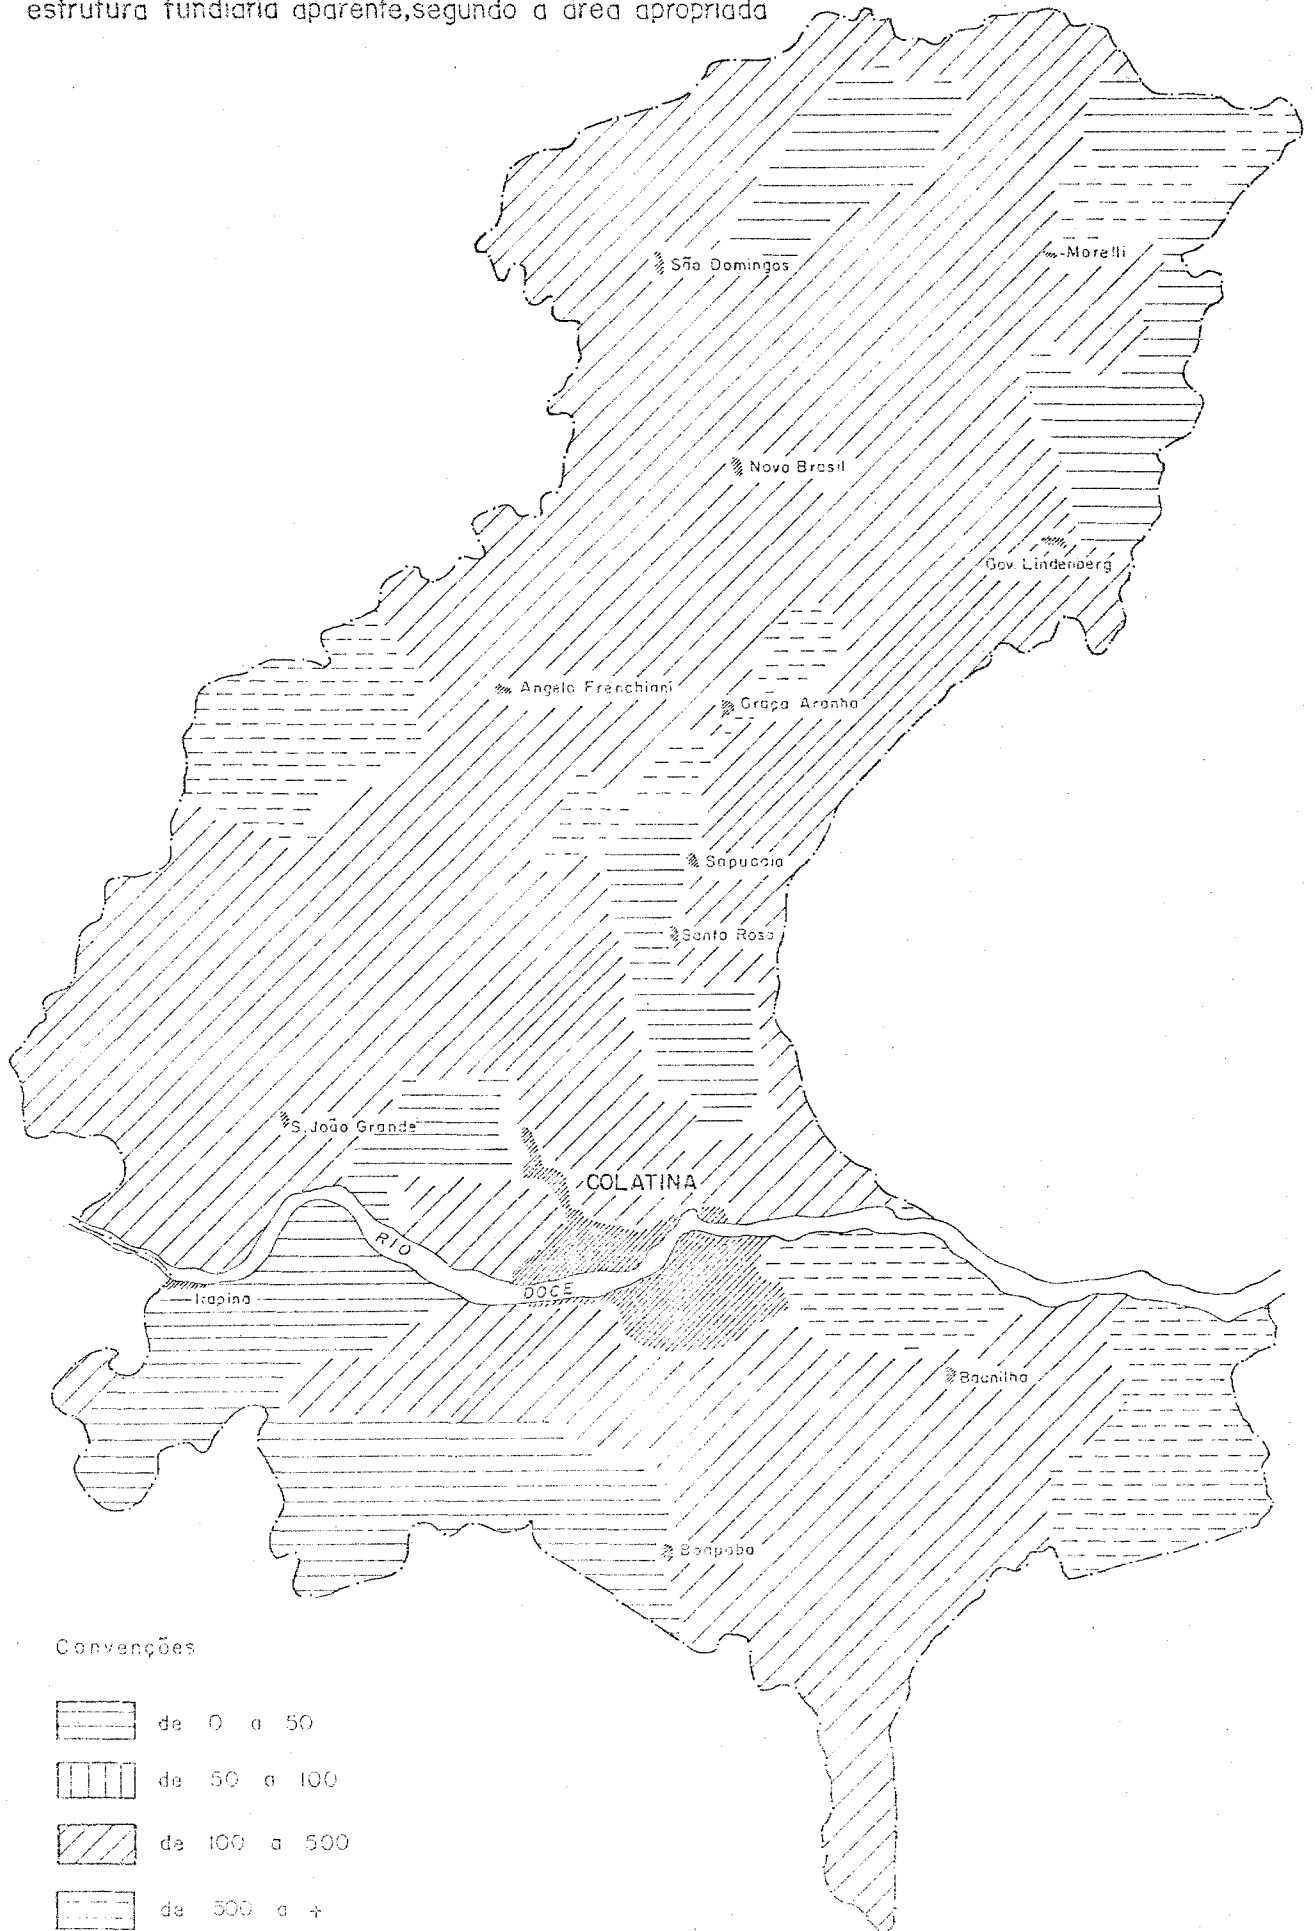 estrutura fundiária aparente, segundo a área apropriada
São Domingos
Morelli
Novo Brasil
Gov. Lindenberg
Angelo Frenchiani
Graça Aranha
Sapucaia
Santa Rosa
S. João Grande
COLATINA
RIO
DOCE
Itapina
Baunilha
Boapaba
Convenções
de 0 a 50
de 50 a 100
de 100 a 500
de 500 a +